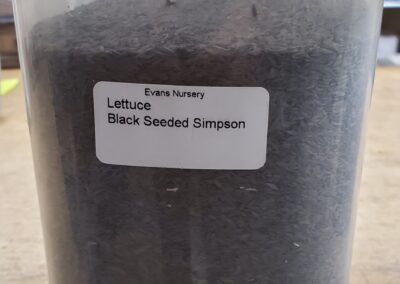 Evans Nursery
Lettuce
Black Seeded Simpson